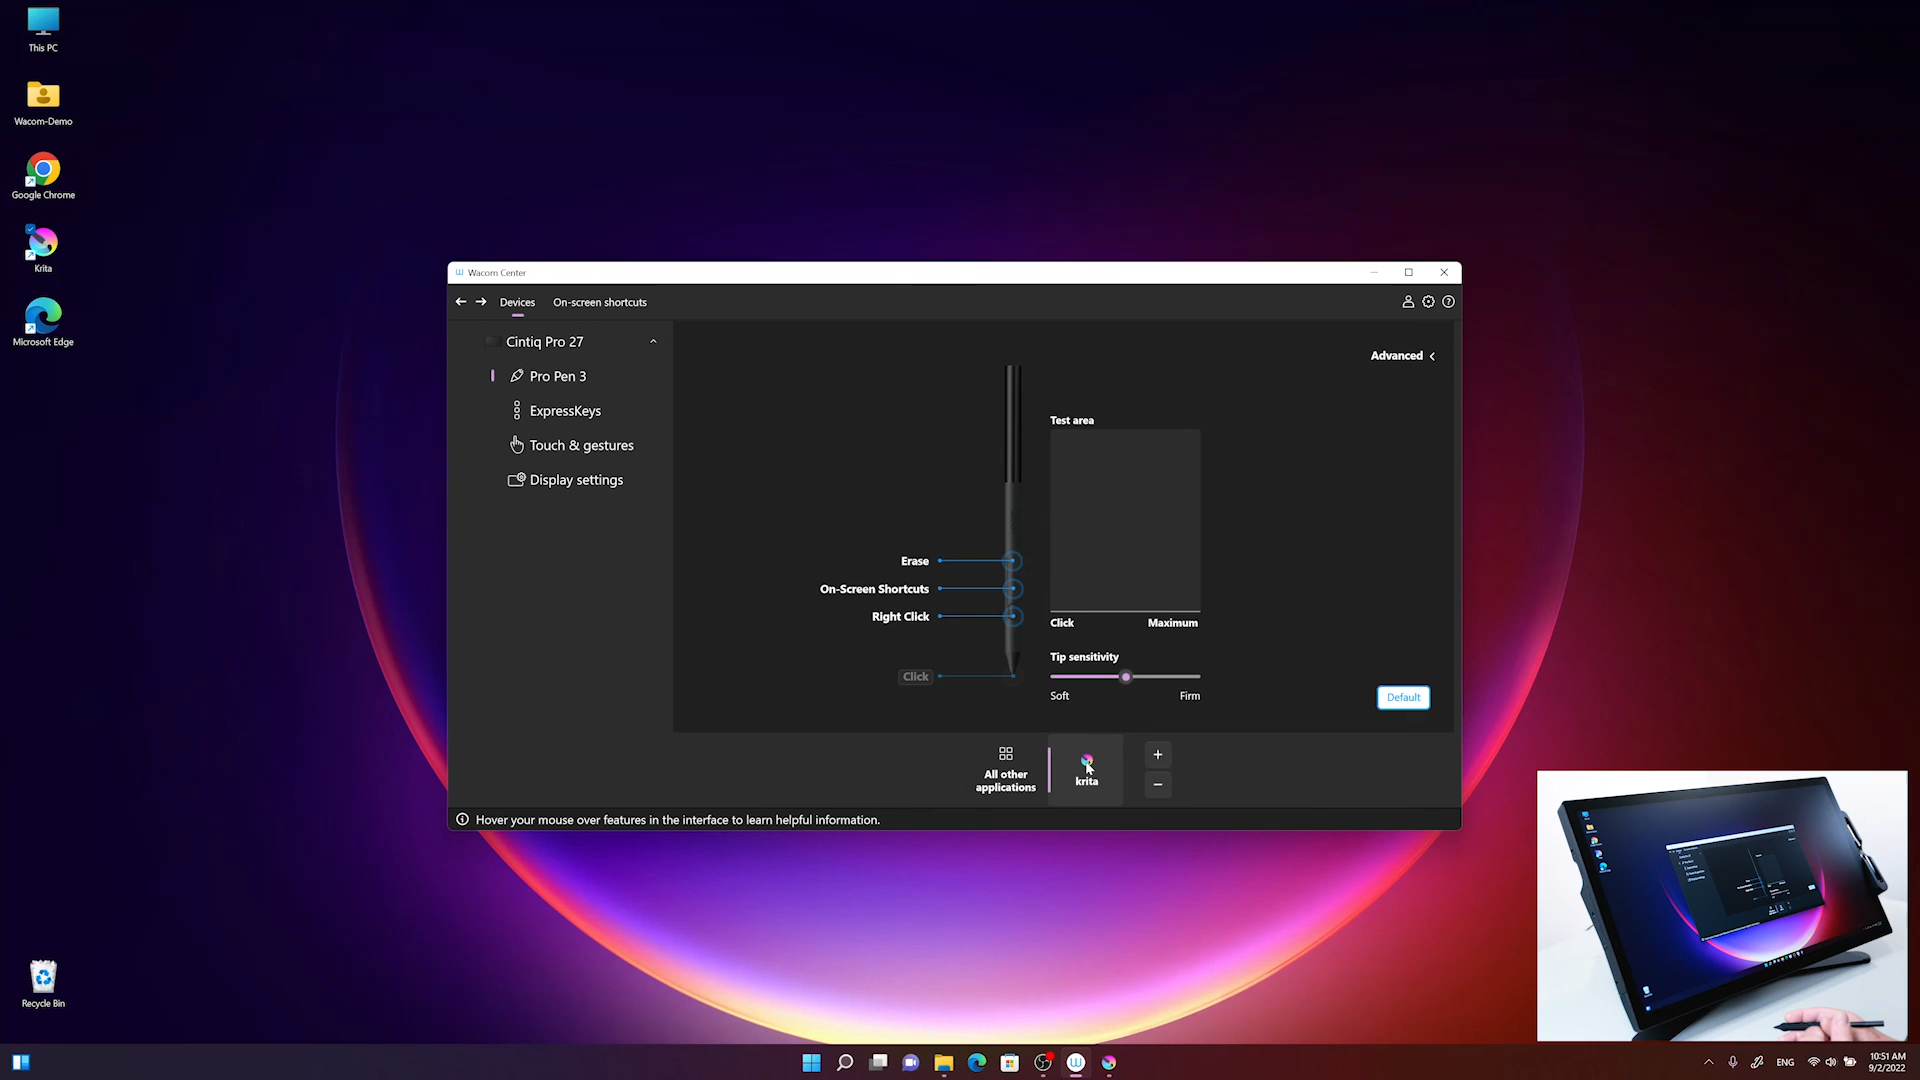 This PC
Wacom-Demo
Google Chrome
Krita
Microsoft Edge
Recycle Bin
Wacom Center
Devices
On-screen shortcuts
Cintiq Pro 27
Pro Pen 3
ExpressKeys
Touch & gestures
Display settings
Advanced
Test area
Erase
On-Screen Shortcuts
Right Click
Click
Click
Maximum
Tip sensitivity
Soft
Firm
Default
All other
applications
krita
Hover your mouse over features in the interface to learn helpful information.
ENG
10:51 AM
9/2/2022